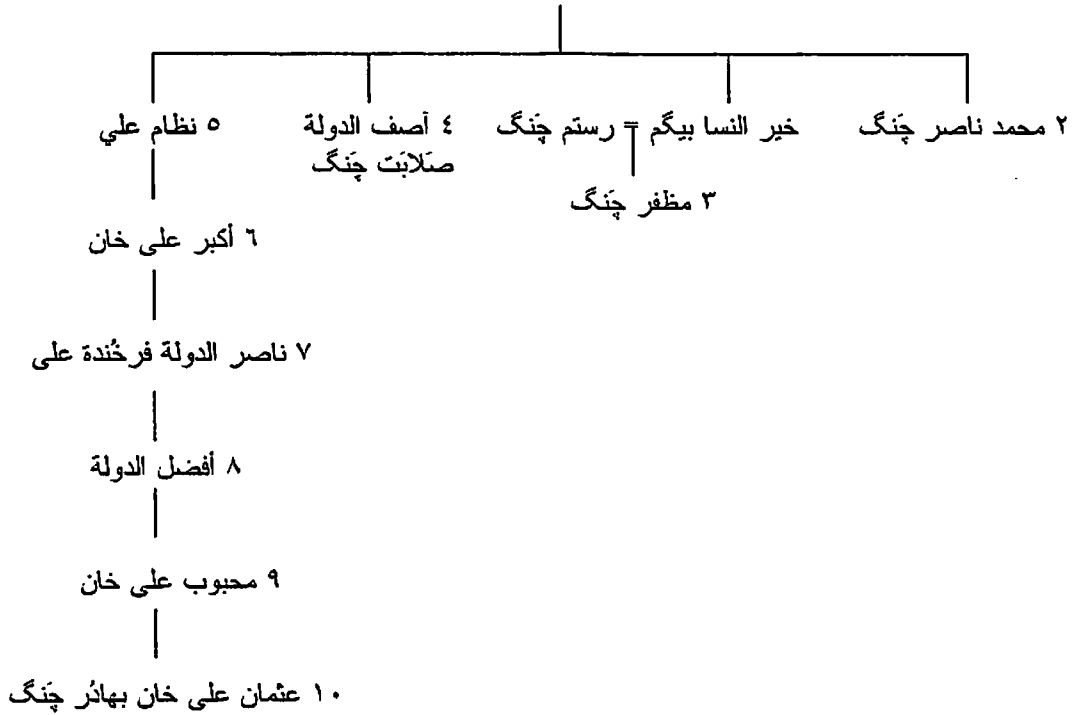 ٢ محمد ناصر چَنگ
خير النسا بيگم = رستم چَنگ
٤ آصف الدولة
صَلابَت چَنگ
٥ نظام علي
٣ مظفر چَنگ
٦ أكبر على خان
٧ ناصر الدولة فرخُندة على
٨ أفضل الدولة
٩ محبوب على خان
١٠ عثمان على خان بهادُر چَنگ